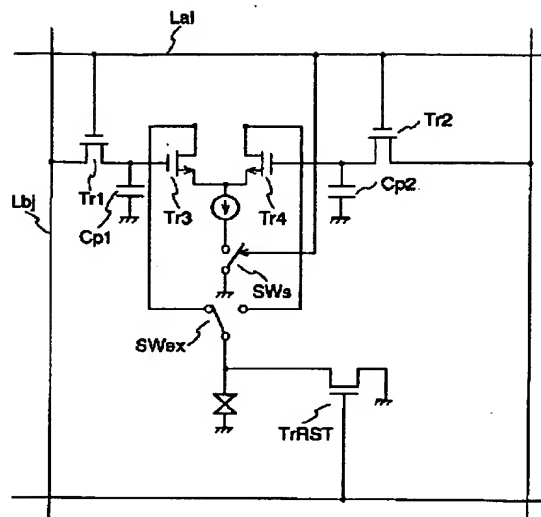 Lai
Tr2
Tr1
Lbj
Cp1
Tr3
Tr4
Cp2
SWs
SWEX
TrRST